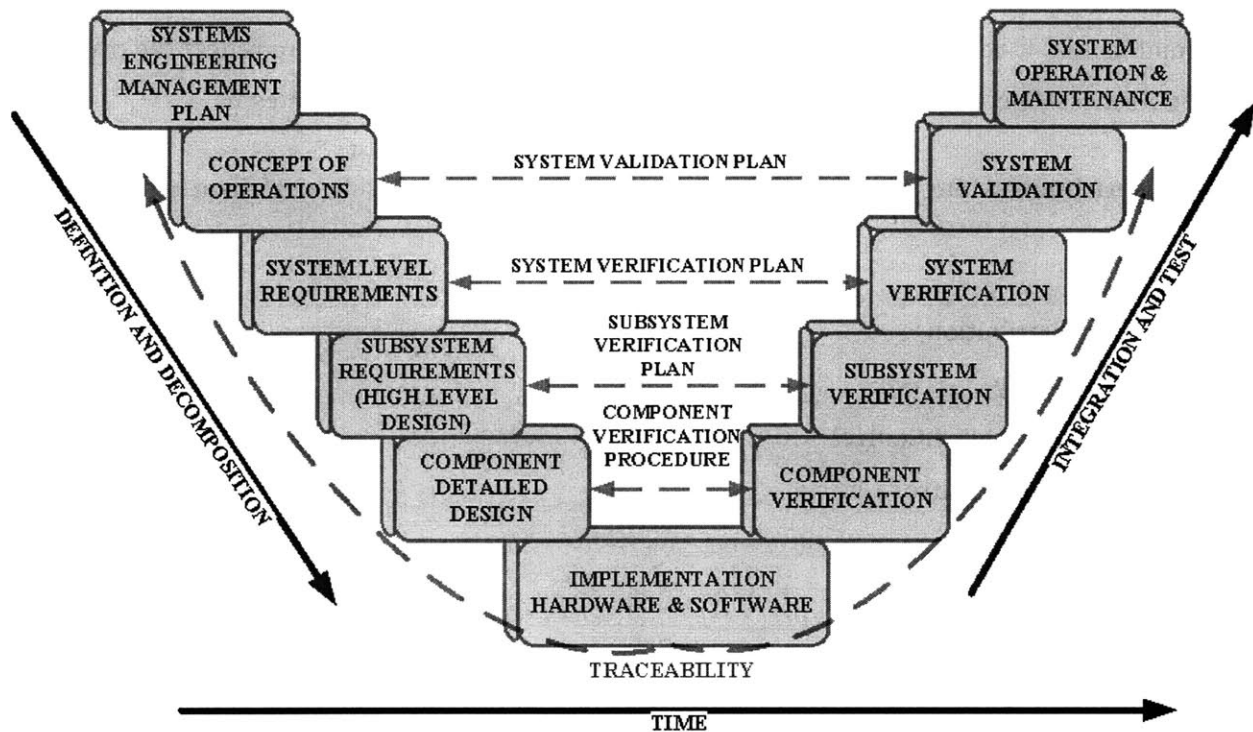 SYSTEMS
ENGINEERING
MANAGEMENT
PLAN
SYSTEM
OPERATION &
MAINTENANCE
CONCEPT OF
OPERATIONS
SYSTEM VALIDATION PLAN
SYSTEM
VALIDATION
SYSTEM LEVEL
REQUIREMENTS
SYSTEM VERIFICATION PLAN
SYSTEM
VERIFICATION
SUBSYSTEM
REQUIREMENTS
(HIGH LEVEL
DESIGN)
SUBSYSTEM
VERIFICATION
PLAN
SUBSYSTEM
VERIFICATION
COMPONENT
DETAILED
DESIGN
COMPONENT
VERIFICATION
PROCEDURE
COMPONENT
VERIFICATION
IMPLEMENTATION
HARDWARE & SOFTWARE
DEFINITION AND DECOMPOSITION
INTEGRATION AND TEST
TRACEABILITY
TIME